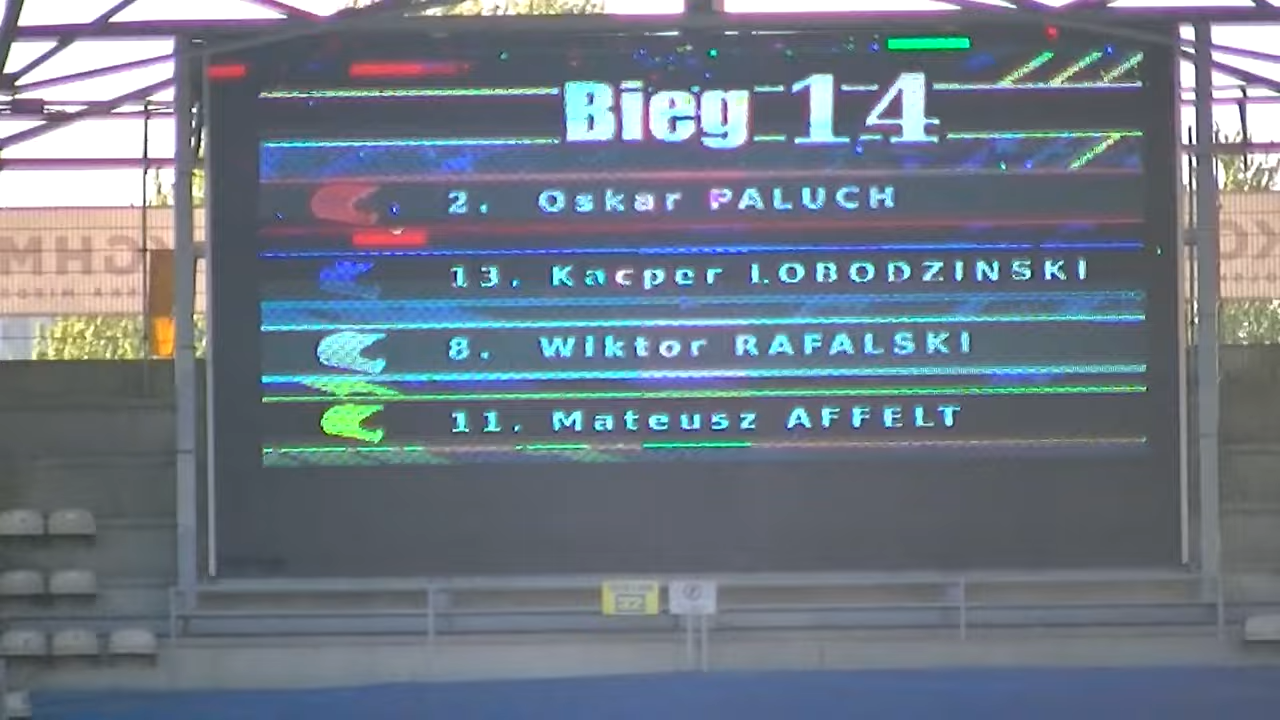 Bieg 14
2. Oskar PALUCH
13. Kacper LOBODZINSKI
8. Wiktor RAFALSKI
11. Mateusz AFFELT